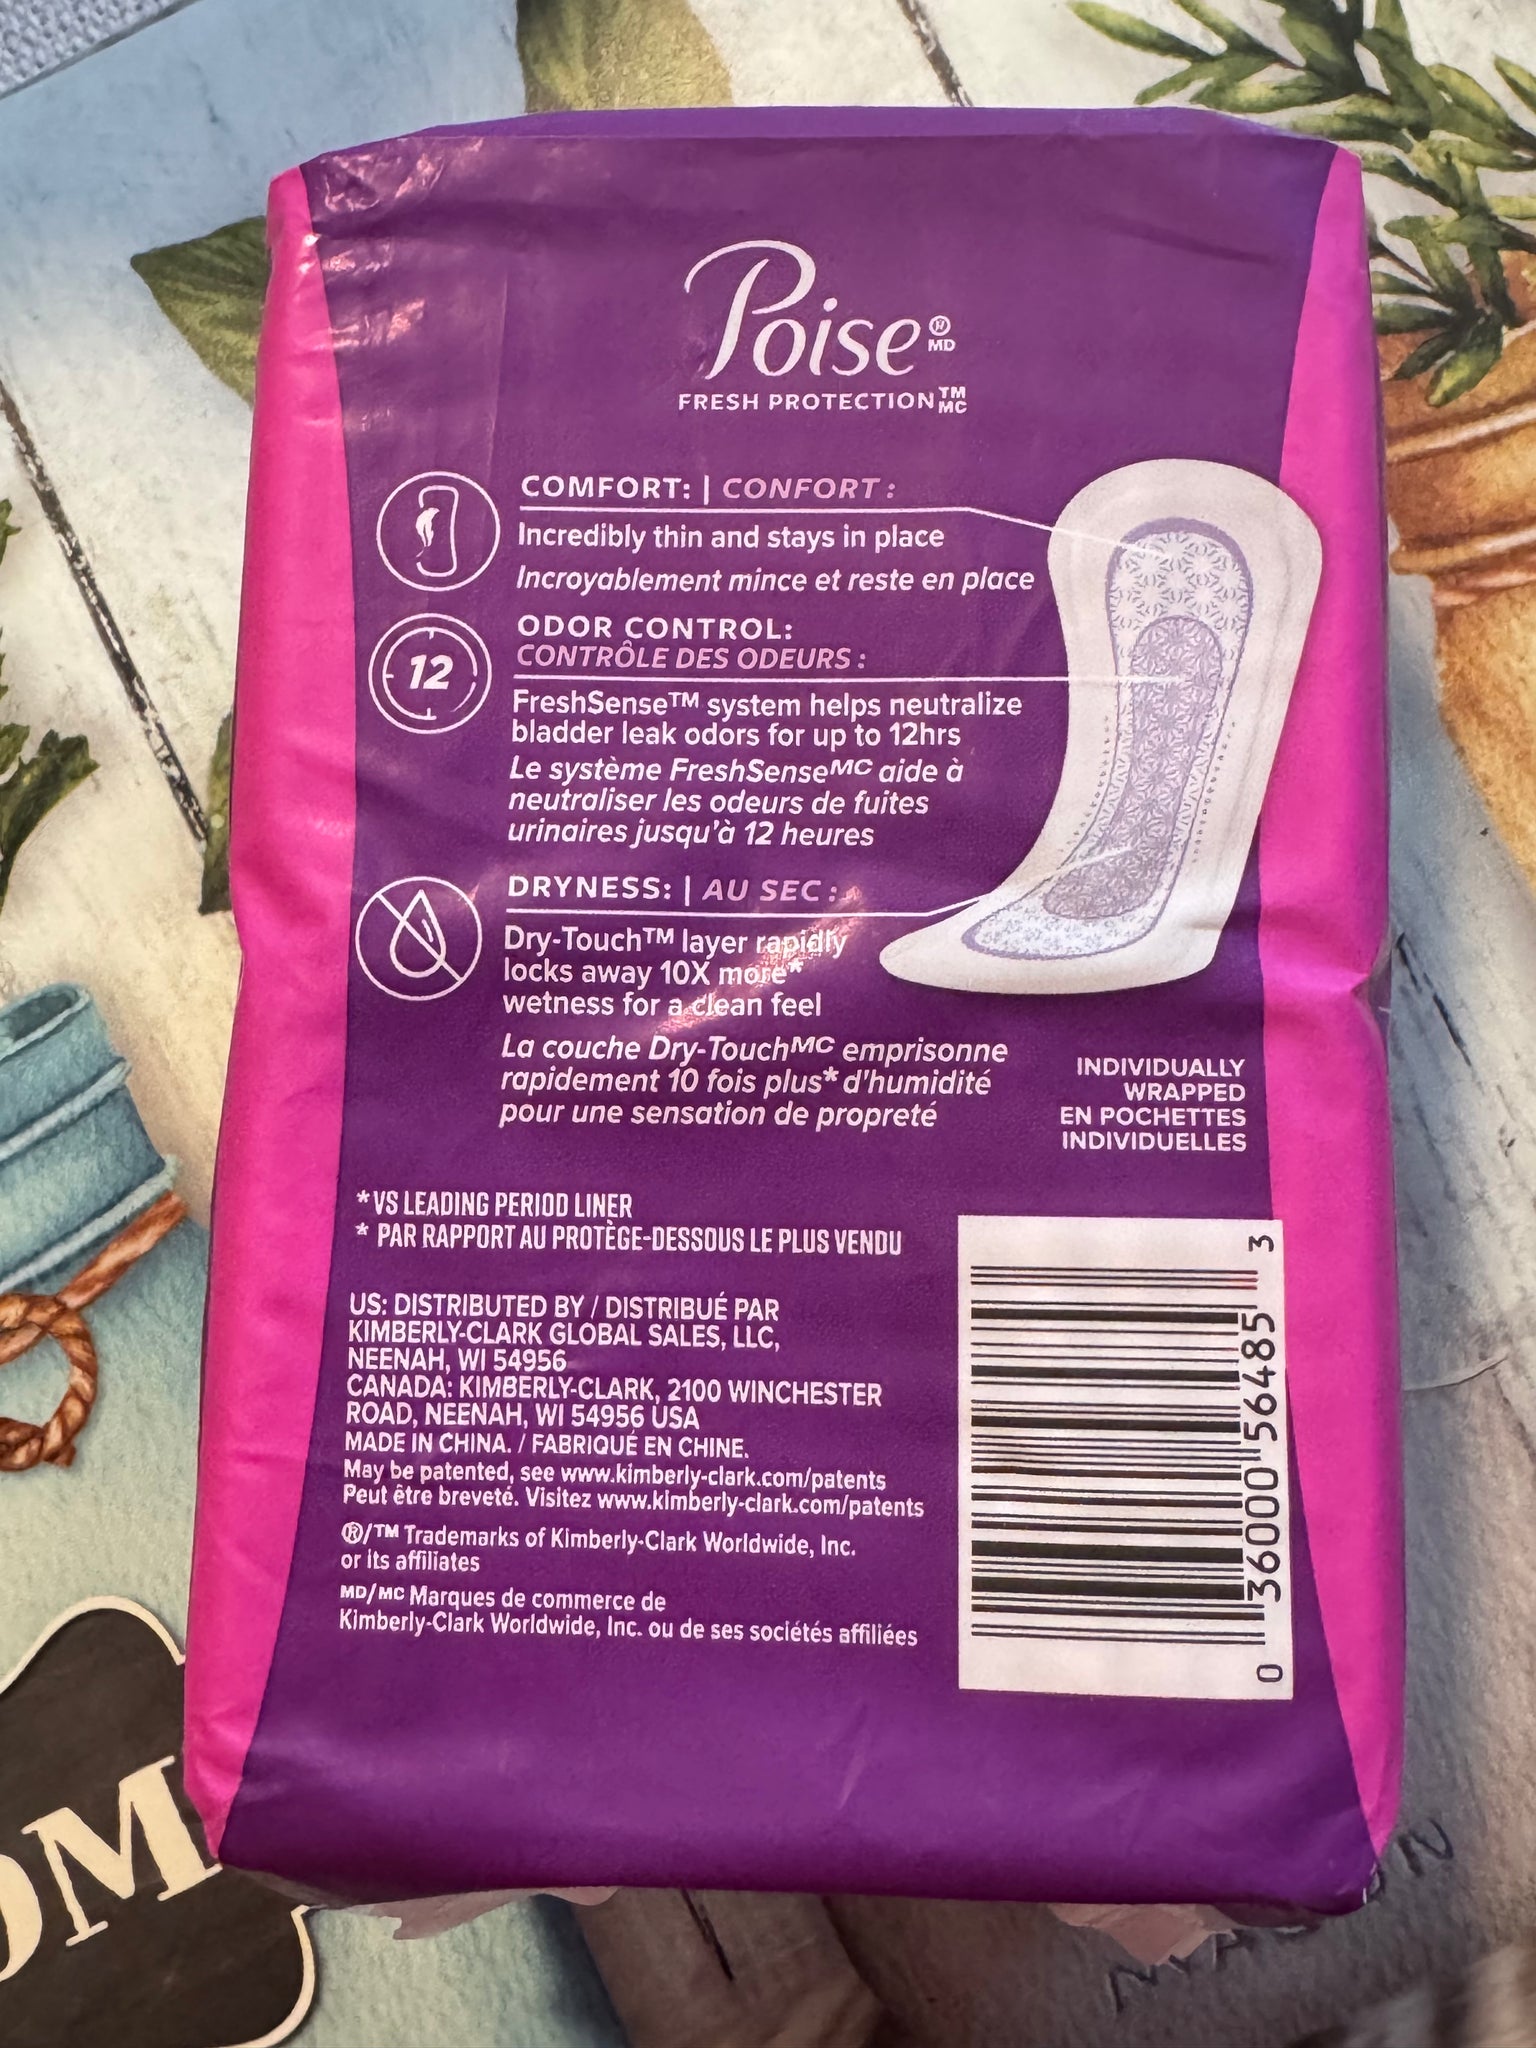 Poise® MD
FRESH PROTECTION™ MC
COMFORT: | CONFORT :
Incredibly thin and stays in place
Incroyablement mince et reste en place
12
ODOR CONTROL:
CONTRÔLE DES ODEURS :
FreshSense™ system helps neutralize
bladder leak odors for up to 12hrs
Le système FreshSenseMC aide à
neutraliser les odeurs de fuites
urinaires jusqu'à 12 heures
DRYNESS: | AU SEC :
Dry-Touch™ layer rapidly
locks away 10X more*
wetness for a clean feel
La couche Dry-TouchMC emprisonne
rapidement 10 fois plus* d'humidité
pour une sensation de propreté
INDIVIDUALLY
WRAPPED
EN POCHETTES
INDIVIDUELLES
*VS LEADING PERIOD LINER
* PAR RAPPORT AU PROTÈGE-DESSOUS LE PLUS VENDU
US: DISTRIBUTED BY / DISTRIBUÉ PAR
KIMBERLY-CLARK GLOBAL SALES, LLC,
NEENAH, WI 54956
CANADA: KIMBERLY-CLARK, 2100 WINCHESTER
ROAD, NEENAH, WI 54956 USA
MADE IN CHINA. / FABRIQUÉ EN CHINE.
May be patented, see www.kimberly-clark.com/patents
Peut être breveté. Visitez www.kimberly-clark.com/patents
®/™ Trademarks of Kimberly-Clark Worldwide, Inc.
or its affiliates
MD/MC Marques de commerce de
Kimberly-Clark Worldwide, Inc. ou de ses sociétés affiliées
0 36000 56485 3
OM